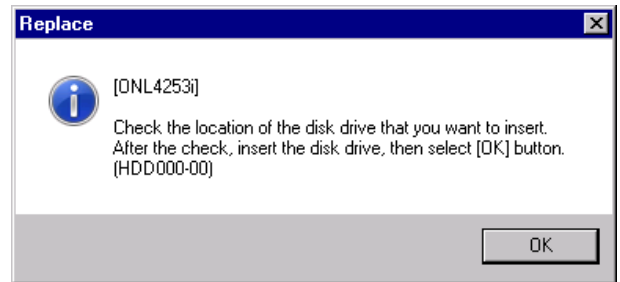 Replace
[ONL4253i]
Check the location of the disk drive that you want to insert.
After the check, insert the disk drive, then select [OK] button.
(HDD000-00)
OK